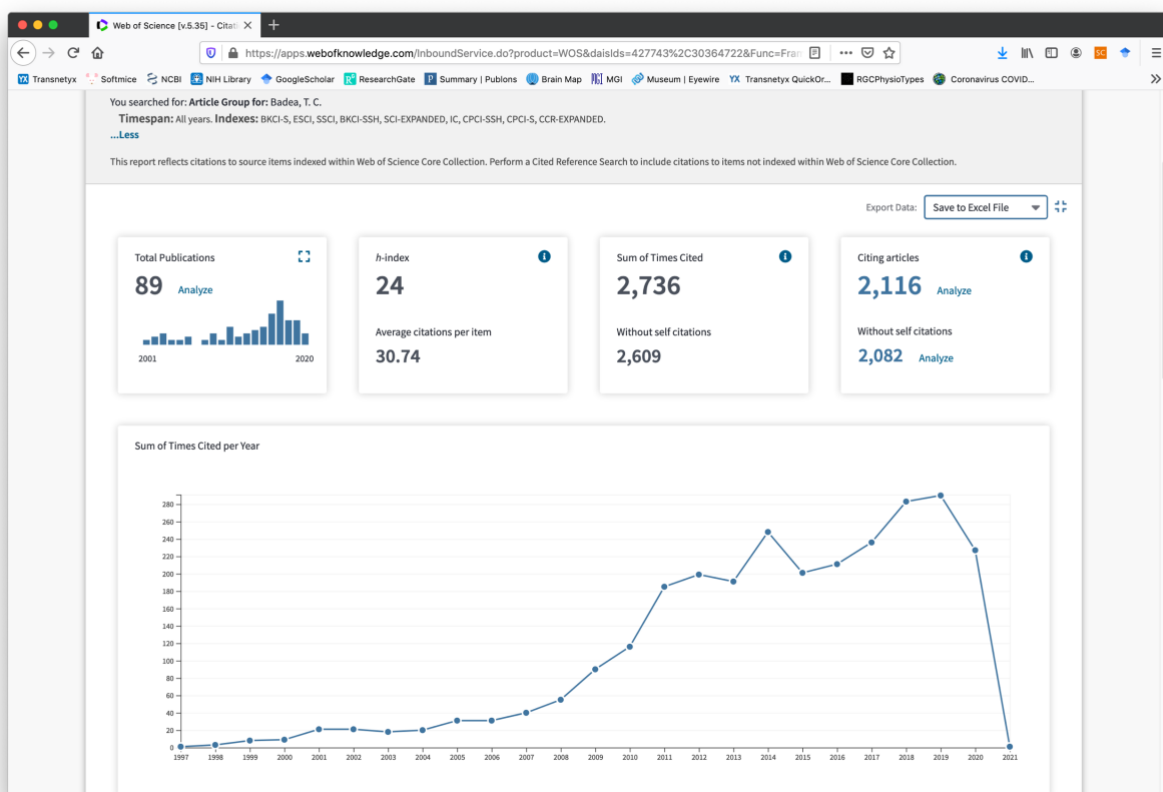 Web of Science [v.5.35] - Citat
https://apps.webofknowledge.com/InboundService.do?product=WOS&daisIds=427743%2C30364722&Func=Fran
Transnetyx Softmice NCBI NIH Library GoogleScholar ResearchGate Summary | Publons Brain Map MGI Museum | Eyewire Transnetyx QuickOr... RGCPhysioTypes Coronavirus COVID...
You searched for: Article Group for: Badea, T. C.
Timespan: All years. Indexes: BKCI-S, ESCI, SSCI, BKCI-SSH, SCI-EXPANDED, IC, CPCI-SSH, CPCI-S, CCR-EXPANDED.
...Less
This report reflects citations to source items indexed within Web of Science Core Collection. Perform a Cited Reference Search to include citations to items not indexed within Web of Science Core Collection.
Export Data: Save to Excel File
Total Publications
89 Analyze
2001 2020
h-index
24
Average citations per item
30.74
Sum of Times Cited
2,736
Without self citations
2,609
Citing articles
2,116 Analyze
Without self citations
2,082 Analyze
Sum of Times Cited per Year
280
260
240
220
200
180
160
140
120
100
80
60
40
20
0
1997 1998 1999 2000 2001 2002 2003 2004 2005 2006 2007 2008 2009 2010 2011 2012 2013 2014 2015 2016 2017 2018 2019 2020 2021